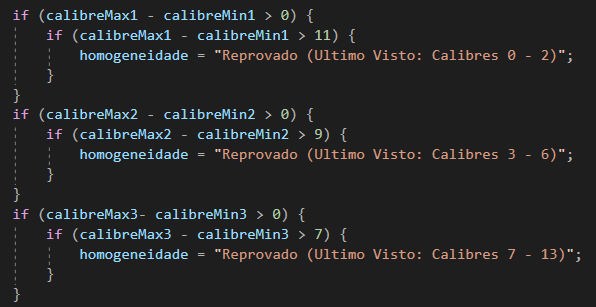 if (calibreMax1 - calibreMin1 > 0) {
    if (calibreMax1 - calibreMin1 > 11) {
        homogeneidade = "Reprovado (Ultimo Visto: Calibres 0 - 2)";
    }
}
if (calibreMax2 - calibreMin2 > 0) {
    if (calibreMax2 - calibreMin2 > 9) {
        homogeneidade = "Reprovado (Ultimo Visto: Calibres 3 - 6)";
    }
}
if (calibreMax3- calibreMin3 > 0) {
    if (calibreMax3 - calibreMin3 > 7) {
        homogeneidade = "Reprovado (Ultimo Visto: Calibres 7 - 13)";
    }
}